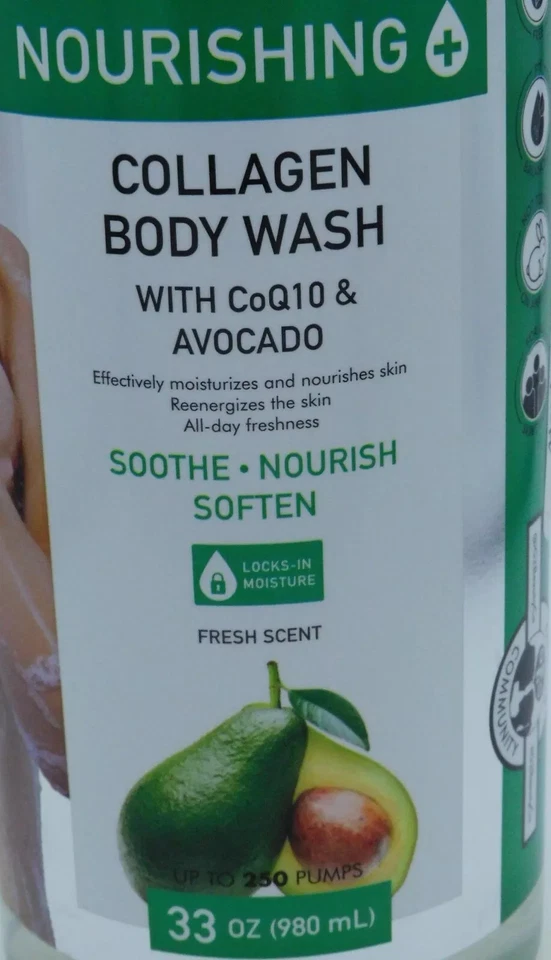 NOURISHING
COLLAGEN
BODY WASH
WITH CoQ10 &
AVOCADO
Effectively moisturizes and nourishes skin
Reenergizes the skin
All-day freshness
SOOTHE • NOURISH
SOFTEN
LOCKS-IN
MOISTURE
FRESH SCENT
UP TO 250 PUMPS
33 OZ (980 mL)
COMMUNITY